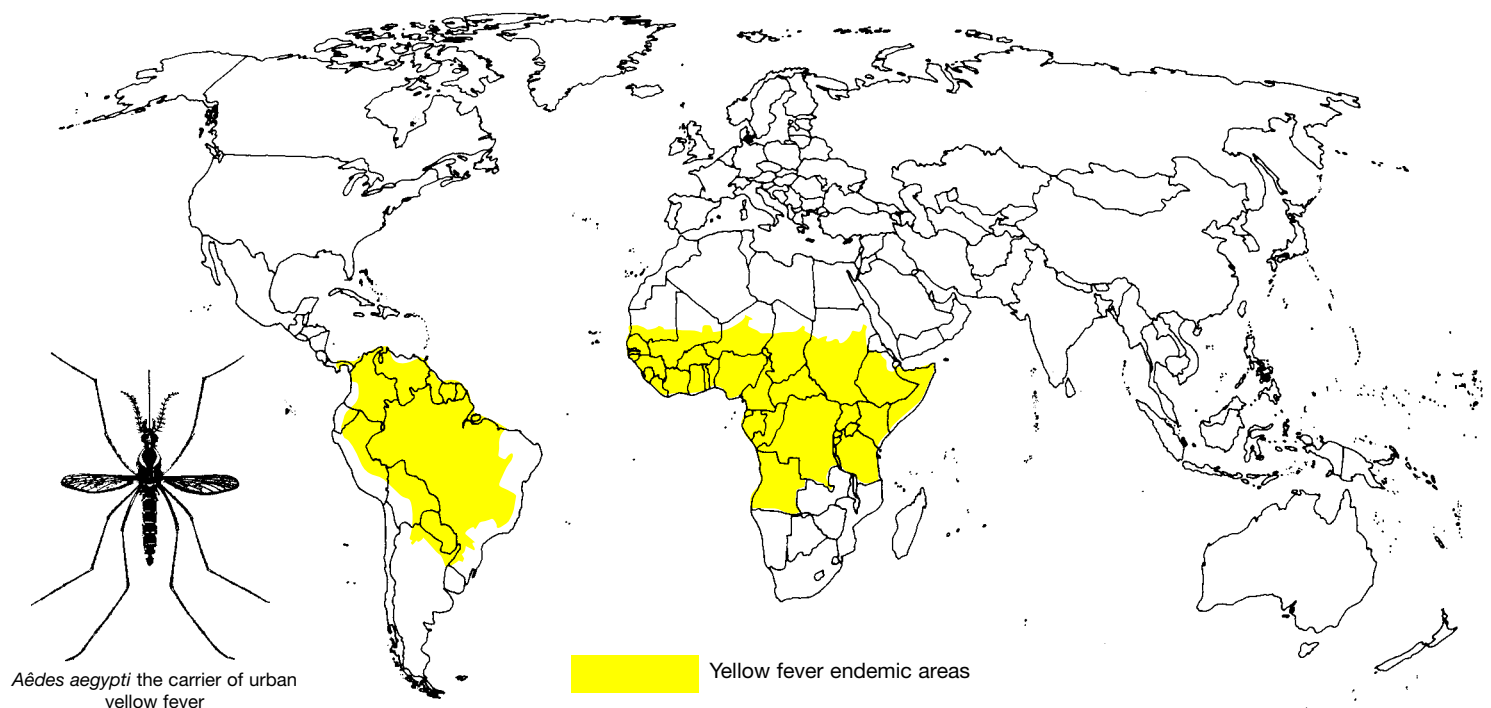 Aêdes aegypti the carrier of urban
yellow fever
Yellow fever endemic areas